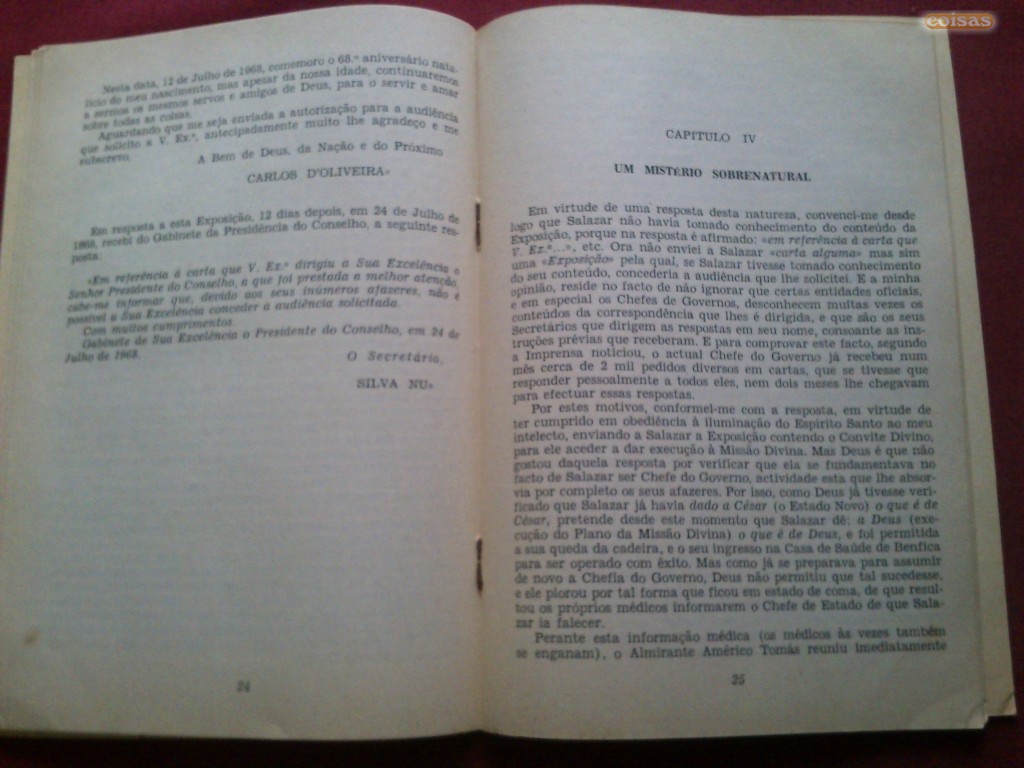 coisas
Nesta data, 12 de Julho de 1968, comemoro o 68.º aniversário nata-
lício do meu nascimento, mas apesar da nossa idade, continuaremos
a sermos os mesmos servos e amigos de Deus, para o servir e amar
sobre todas as coisas.
Aguardando que me seja enviada a autorização para a audiência
que solicito a V. Ex.ª, antecipadamente muito lhe agradeço e me
subscrevo.
A Bem de Deus, da Nação e do Próximo
CARLOS D'OLIVEIRA»
Em resposta a esta Exposição, 12 dias depois, em 24 de Julho de
1968, recebi do Gabinete da Presidência do Conselho, a seguinte res-
posta:
«Em referência à carta que V. Ex.ª dirigiu a Sua Excelência o
Senhor Presidente do Conselho, a que foi prestada a melhor atenção,
cabe-me informar que, devido aos seus inúmeros afazeres, não é
possível a Sua Excelência conceder a audiência solicitada.
Com muitos cumprimentos.
Gabinete de Sua Excelência o Presidente do Conselho, em 24 de
Julho de 1968.
O Secretário,
SILVA NU»
24
CAPÍTULO IV
UM MISTÉRIO SOBRENATURAL
Em virtude de uma resposta desta natureza, convenci-me desde
logo que Salazar não havia tomado conhecimento do conteúdo da
Exposição, porque na resposta é afirmado: «em referência à carta que
V. Ex.ª...», etc. Ora não enviei a Salazar «carta alguma» mas sim
uma «Exposição» pela qual, se Salazar tivesse tomado conhecimento
do seu conteúdo, concederia a audiência que lhe solicitei. E a minha
opinião, reside no facto de não ignorar que certas entidades oficiais,
e em especial os Chefes de Governos, desconhecem muitas vezes os
conteúdos da correspondência que lhes é dirigida, e que são os seus
Secretários que dirigem as respostas em seu nome, consoante as ins-
truções prévias que receberam. E para comprovar este facto, segundo
a Imprensa noticiou, o actual Chefe do Governo já recebeu num
mês cerca de 2 mil pedidos diversos em cartas, que se tivesse que
responder pessoalmente a todos eles, nem dois meses lhe chegavam
para efectuar essas respostas.
Por estes motivos, conformei-me com a resposta, em virtude de
ter cumprido em obediência à iluminação do Espírito Santo ao meu
intelecto, enviando a Salazar a Exposição contendo o Convite Divino,
para ele aceder a dar execução à Missão Divina. Mas Deus é que não
gostou daquela resposta por verificar que ela se fundamentava no
facto de Salazar ser Chefe do Governo, actividade esta que lhe absor-
via por completo os seus afazeres. Por isso, como Deus já tivesse veri-
ficado que Salazar já havia dado a César (o Estado Novo) o que é de
César, pretende desde este momento que Salazar dê: a Deus (exe-
cução do Plano da Missão Divina) o que é de Deus, e foi permitida
a sua queda da cadeira, e o seu ingresso na Casa de Saúde de Benfica
para ser operado com êxito. Mas como já se preparava para assumir
de novo a Chefia do Governo, Deus não permitiu que tal sucedesse,
e ele piorou por tal forma que ficou em estado de coma, de que resul-
tou os próprios médicos informarem o Chefe de Estado de que Sala-
zar ia falecer.
Perante esta informação médica (os médicos às vezes também
se enganam), o Almirante Américo Tomás reuniu imediatamente
25